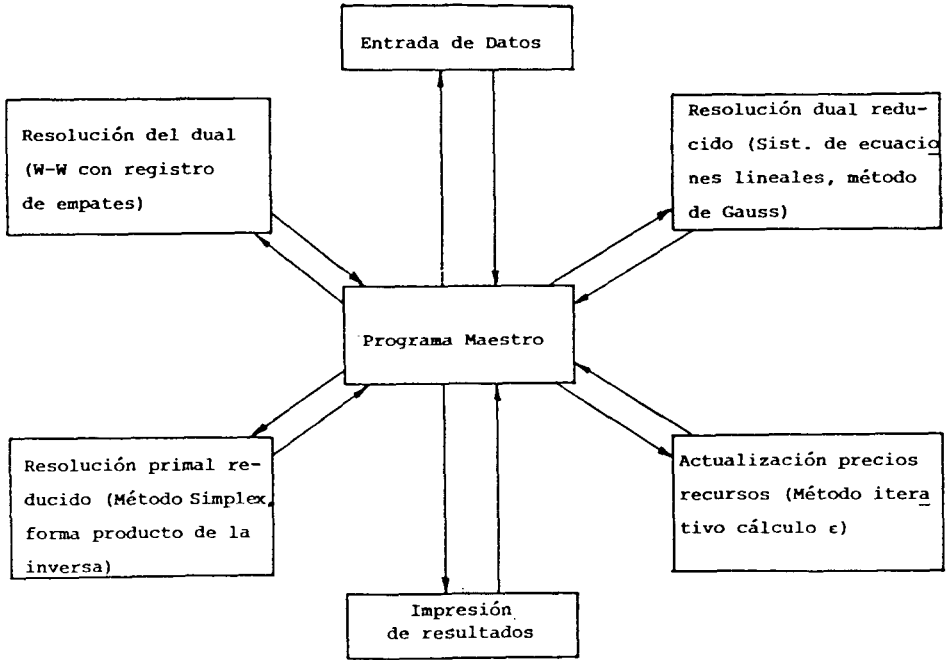 Entrada de Datos
Resolución del dual
(W-W con registro
de empates)
Resolución dual redu-
cido (Sist. de ecuacio
nes lineales, método
de Gauss)
Programa Maestro
Resolución primal re-
ducido (Método Simplex,
forma producto de la
inversa)
Actualización precios
recursos (Método itera
tivo cálculo ε)
Impresión
de resultados